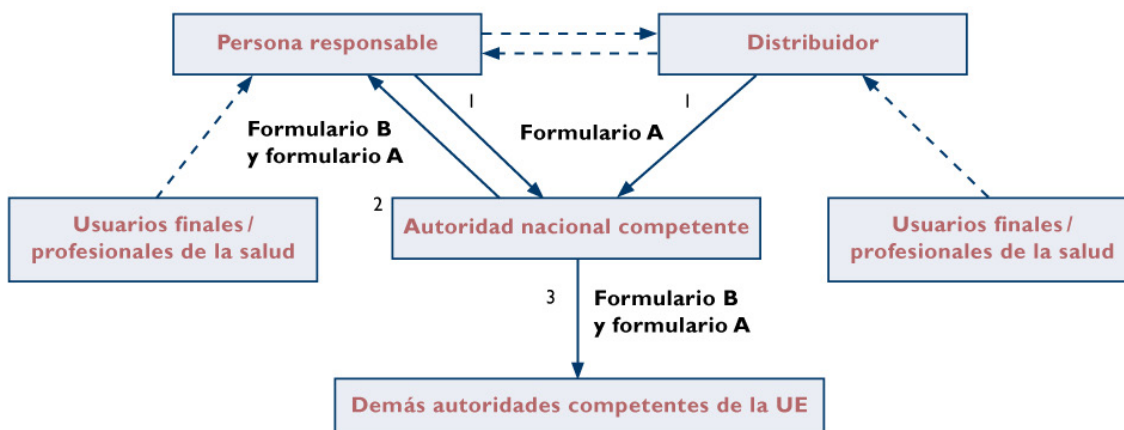 Persona responsable
Distribuidor
1
1
Formulario B
y formulario A
Formulario A
Usuarios finales /
profesionales de la salud
2
Autoridad nacional competente
Usuarios finales /
profesionales de la salud
3
Formulario B
y formulario A
Demás autoridades competentes de la UE